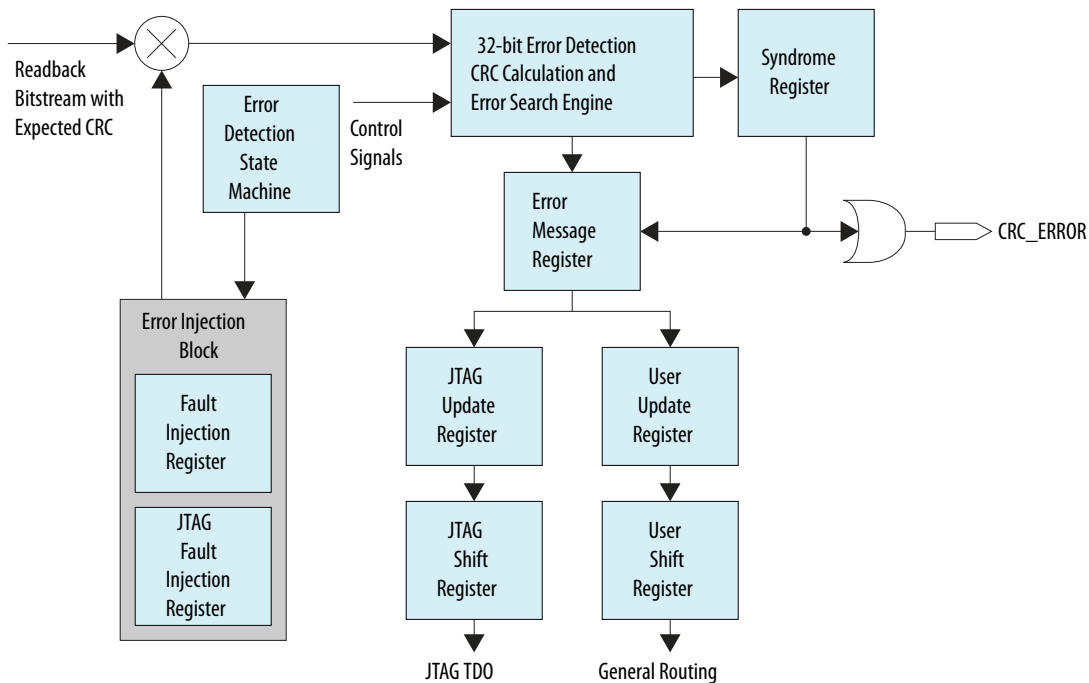 Readback
Bitstream with
Expected CRC
Error
Detection
State
Machine
Control
Signals
32-bit Error Detection
CRC Calculation and
Error Search Engine
Syndrome
Register
Error
Message
Register
CRC_ERROR
Error Injection
Block
Fault
Injection
Register
JTAG
Fault
Injection
Register
JTAG
Update
Register
User
Update
Register
JTAG
Shift
Register
User
Shift
Register
JTAG TDO
General Routing